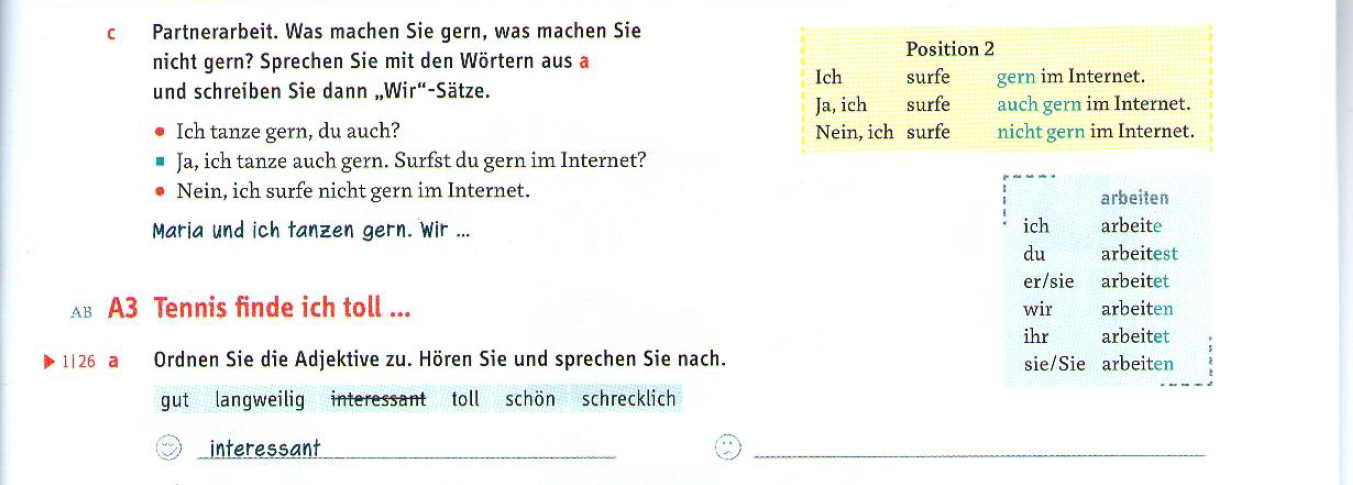 c Partnerarbeit. Was machen Sie gern, was machen Sie
nicht gern? Sprechen Sie mit den Wörtern aus a
und schreiben Sie dann „Wir“-Sätze.
• Ich tanze gern, du auch?
▪ Ja, ich tanze auch gern. Surfst du gern im Internet?
• Nein, ich surfe nicht gern im Internet.
Maria und ich tanzen gern. Wir ...
Position 2
Ich surfe gern im Internet.
Ja, ich surfe auch gern im Internet.
Nein, ich surfe nicht gern im Internet.
arbeiten
ich arbeite
du arbeitest
er/sie arbeitet
wir arbeiten
ihr arbeitet
sie/Sie arbeiten
AB A3 Tennis finde ich toll ...
▶ 1|26 a Ordnen Sie die Adjektive zu. Hören Sie und sprechen Sie nach.
gut langweilig interessant toll schön schrecklich
interessant